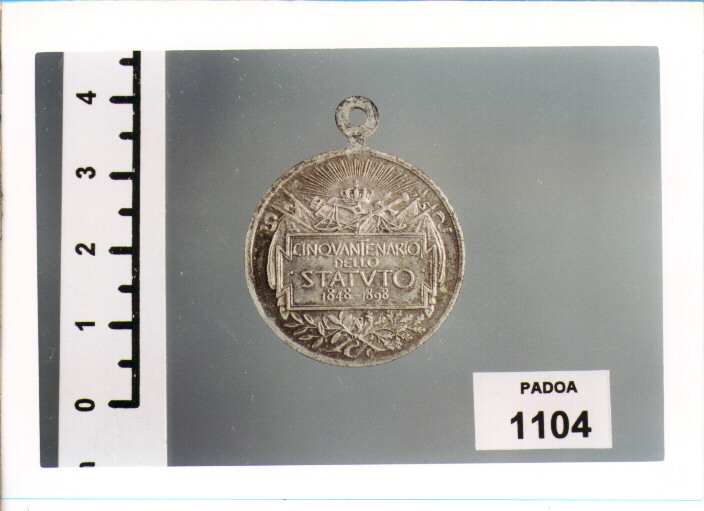 4
3
2
1
0
CINQVANTENARIO
DELLO
STATVTO
1848-1898
PADOA
1104